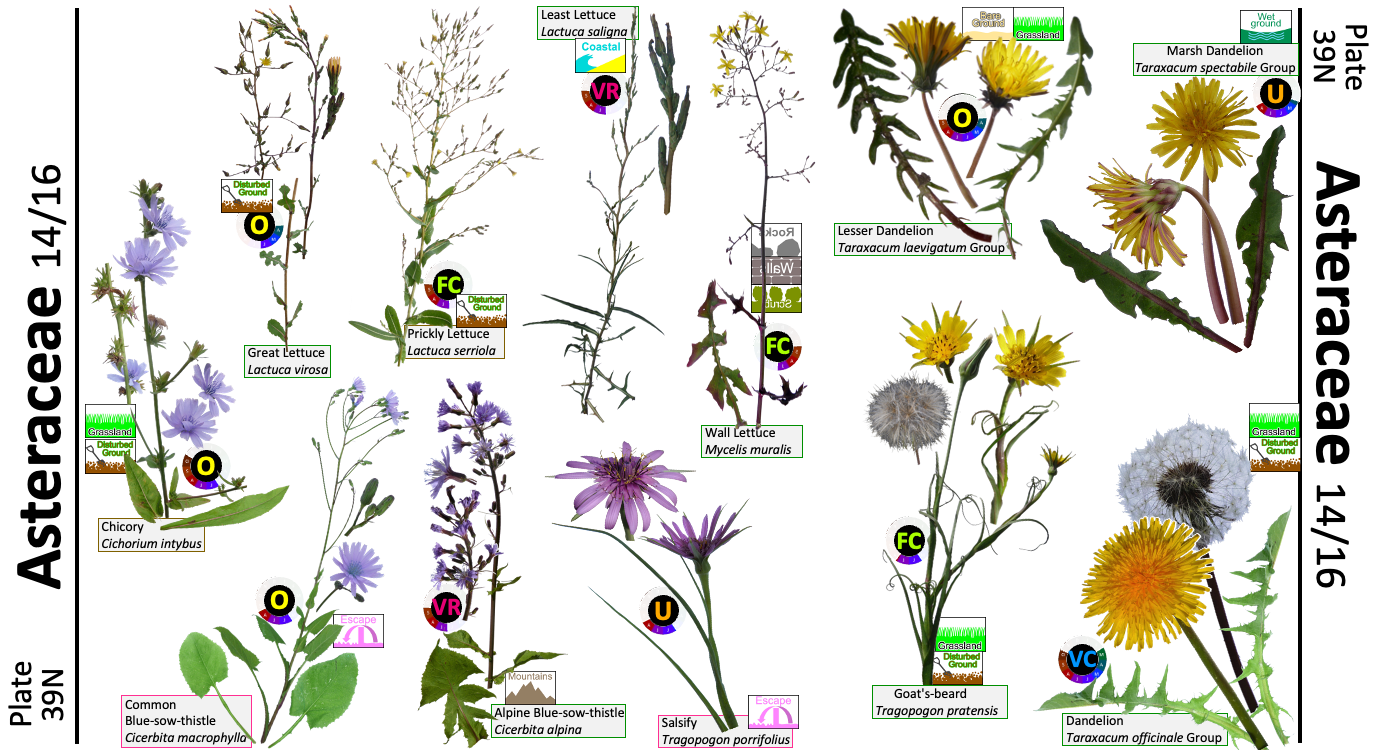 Plate
39N
Asteraceae 14/16
Chicory
Cichorium intybus
Grassland
Disturbed
Ground
O
Great Lettuce
Lactuca virosa
Disturbed
Ground
O
Prickly Lettuce
Lactuca serriola
FC
Disturbed
Ground
Least Lettuce
Lactuca saligna
Coastal
VR
Rocks
Walls
Scrub
FC
Wall Lettuce
Mycelis muralis
Bare
Ground
Grassland
O
Lesser Dandelion
Taraxacum laevigatum Group
Wet
ground
Marsh Dandelion
Taraxacum spectabile Group
U
Common
Blue-sow-thistle
Cicerbita macrophylla
O
Escape
VR
Mountains
Alpine Blue-sow-thistle
Cicerbita alpina
U
Escape
Salsify
Tragopogon porrifolius
FC
Grassland
Disturbed
Ground
Goat's-beard
Tragopogon pratensis
Grassland
Disturbed
Ground
VC
Dandelion
Taraxacum officinale Group
Plate
39N
Asteraceae 14/16